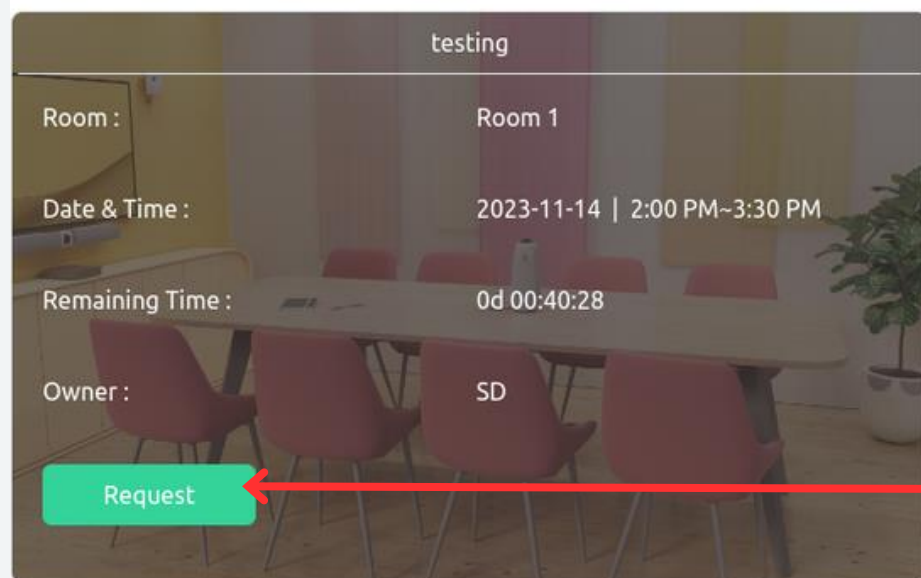 testing
Room : Room 1
Date & Time : 2023-11-14 | 2:00 PM~3:30 PM
Remaining Time : 0d 00:40:28
Owner : SD
Request